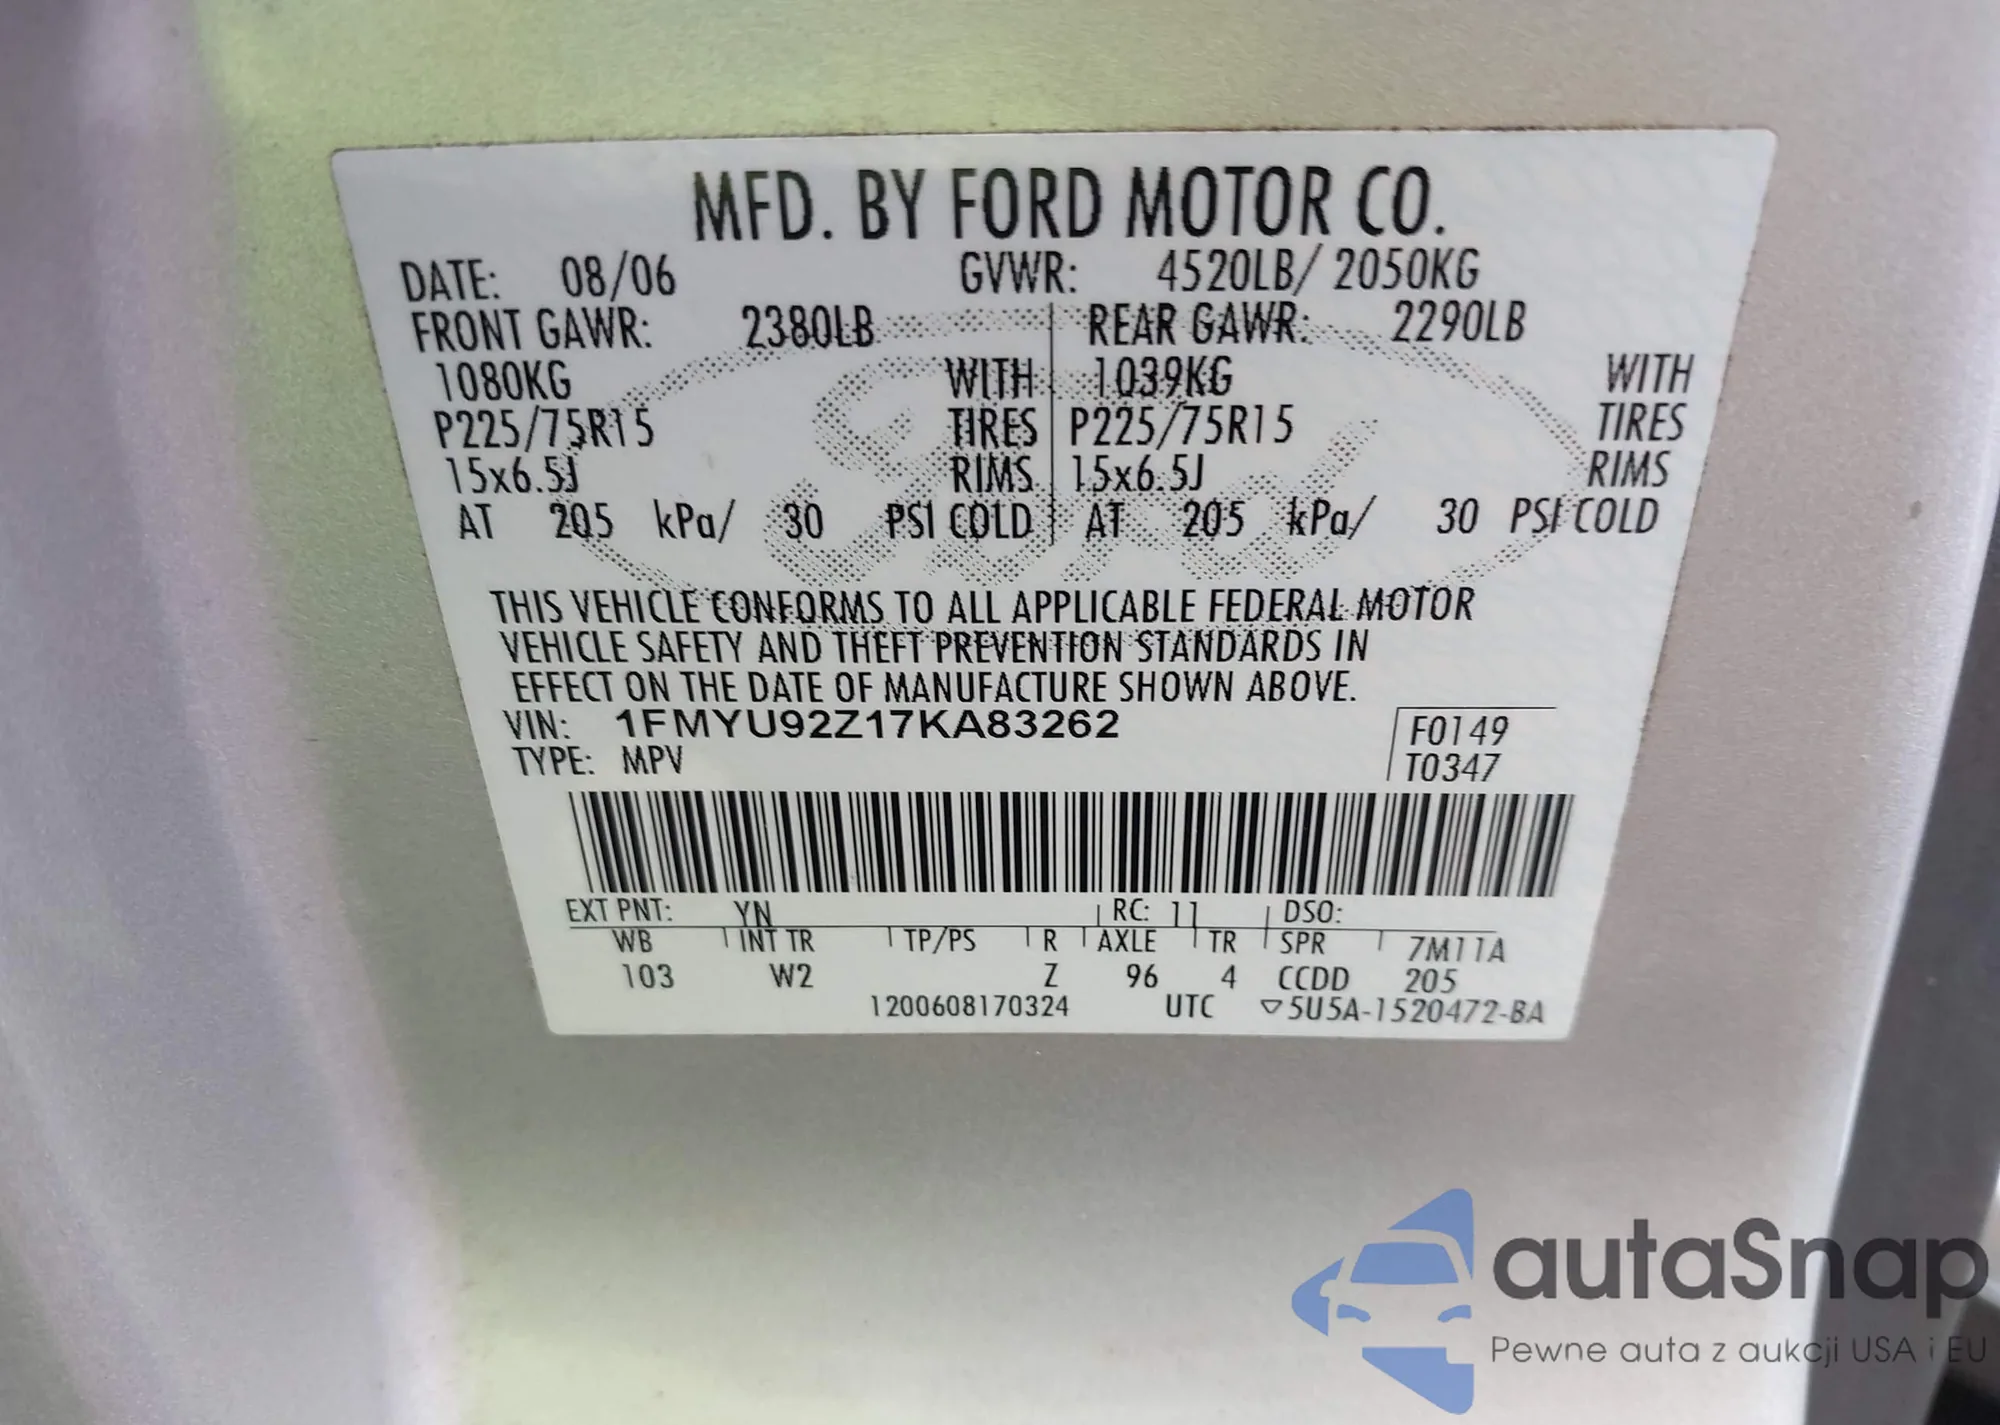 MFD. BY FORD MOTOR CO.
DATE: 08/06 GVWR: 4520LB/ 2050KG
FRONT GAWR: 2380LB REAR GAWR: 2290LB
1080KG WITH 1039KG WITH
P225/75R15 TIRES P225/75R15 TIRES
15x6.5J RIMS 15x6.5J RIMS
AT 205 kPa/ 30 PSI COLD AT 205 kPa/ 30 PSI COLD
Ford
THIS VEHICLE CONFORMS TO ALL APPLICABLE FEDERAL MOTOR
VEHICLE SAFETY AND THEFT PREVENTION STANDARDS IN
EFFECT ON THE DATE OF MANUFACTURE SHOWN ABOVE.
VIN: 1FMYU92Z17KA83262 F0149
TYPE: MPV T0347
EXT PNT: YN RC: 11 DSO:
WB INT TR TP/PS R AXLE TR SPR 7M11A
103 W2 Z 96 4 CCDD 205
1200608170324 UTC ▽5U5A-1520472-BA
autaSnap
Pewne auta z aukcji USA i EU